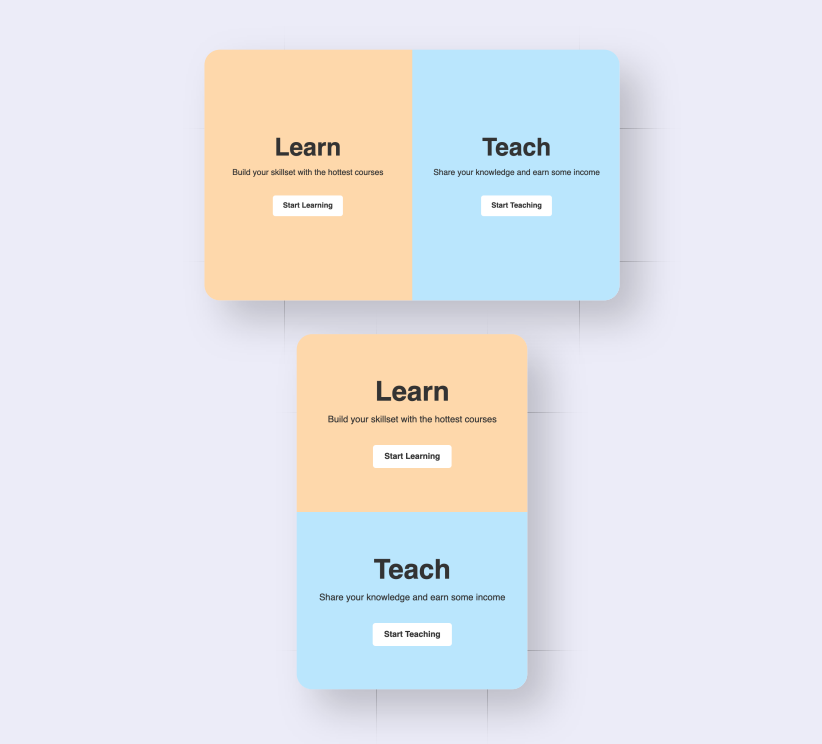 Learn
Build your skillset with the hottest courses
Start Learning
Teach
Share your knowledge and earn some income
Start Teaching
Learn
Build your skillset with the hottest courses
Start Learning
Teach
Share your knowledge and earn some income
Start Teaching